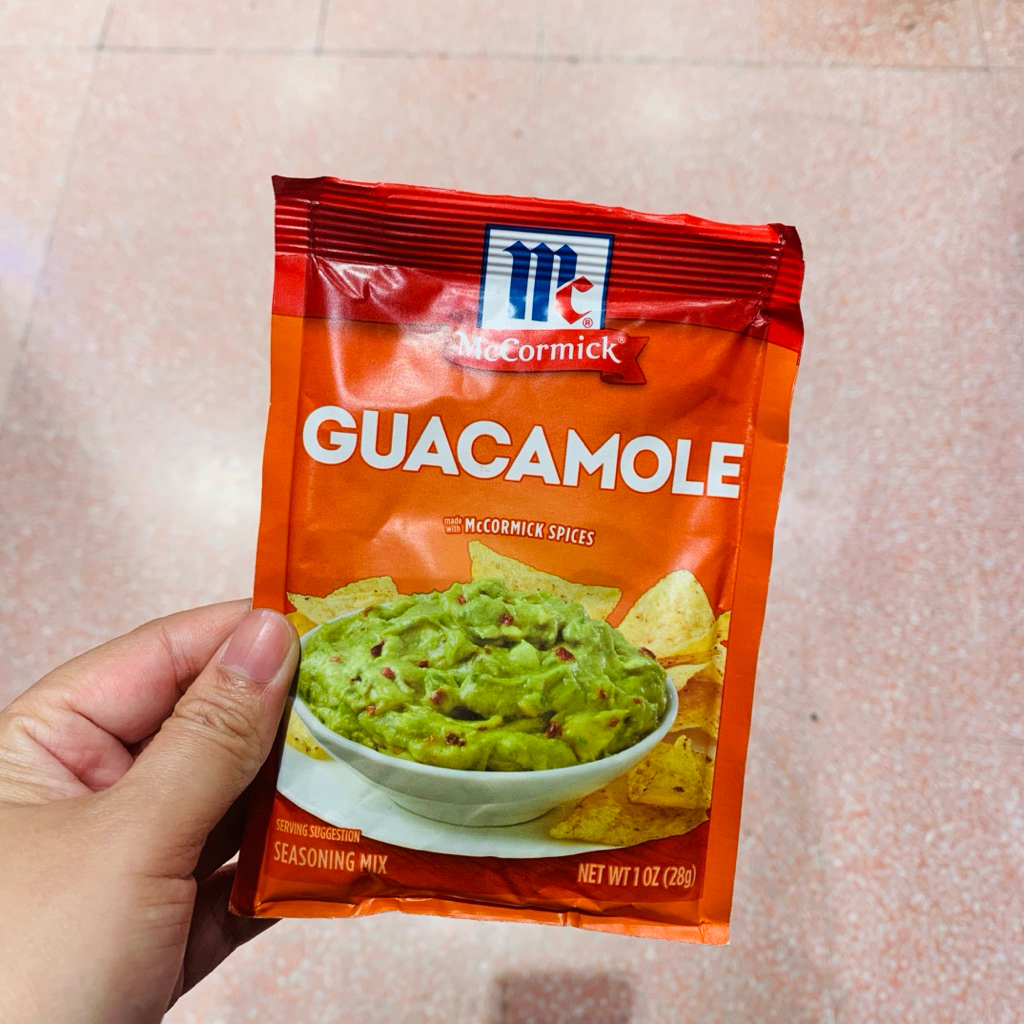 Mc®
McCormick®
GUACAMOLE
made with McCORMICK SPICES
SERVING SUGGESTION
SEASONING MIX
NET WT 1 OZ (28g)